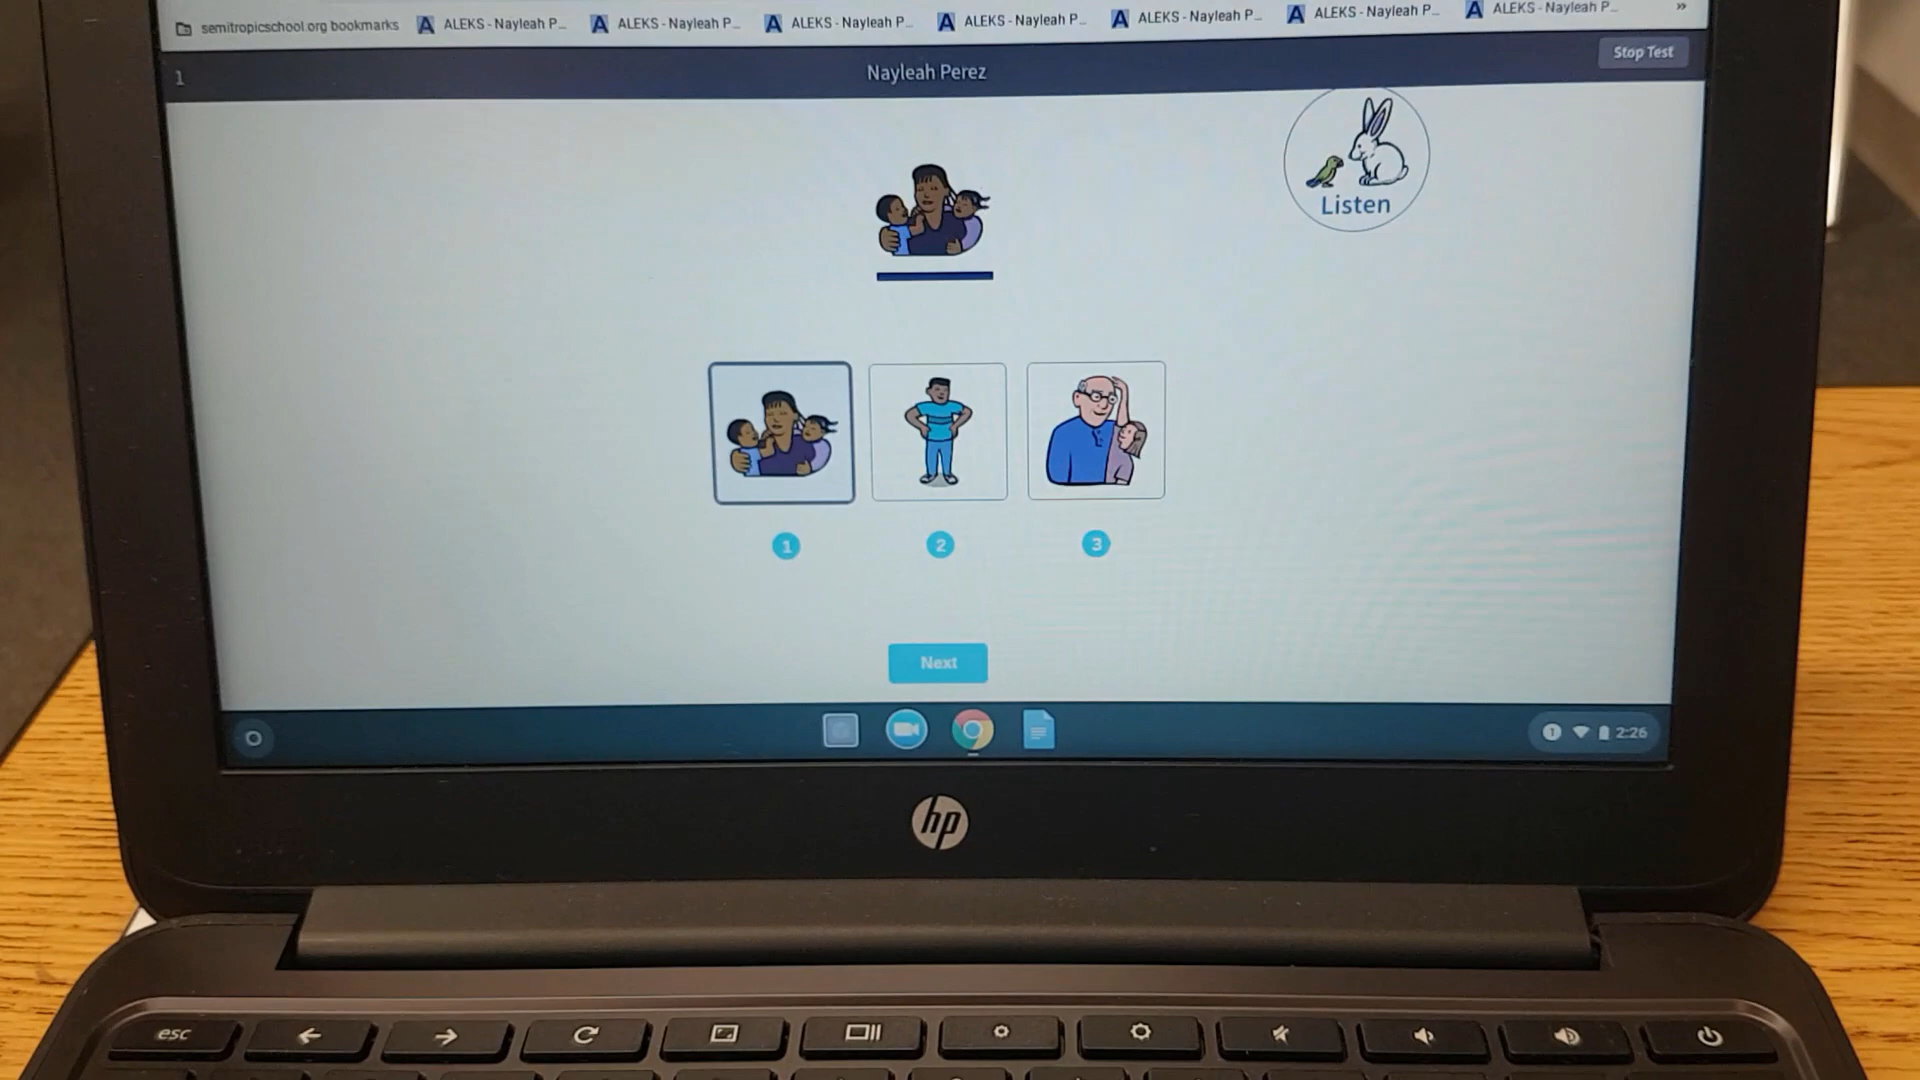 semitropicschool.org bookmarks A ALEKS - Nayleah P... A ALEKS - Nayleah P... A ALEKS - Nayleah P... A ALEKS - Nayleah P... A ALEKS - Nayleah P... A ALEKS - Nayleah P... A ALEKS - Nayleah P... »
1 Nayleah Perez Stop Test
Listen
1 2 3
Next
2:26
hp
esc